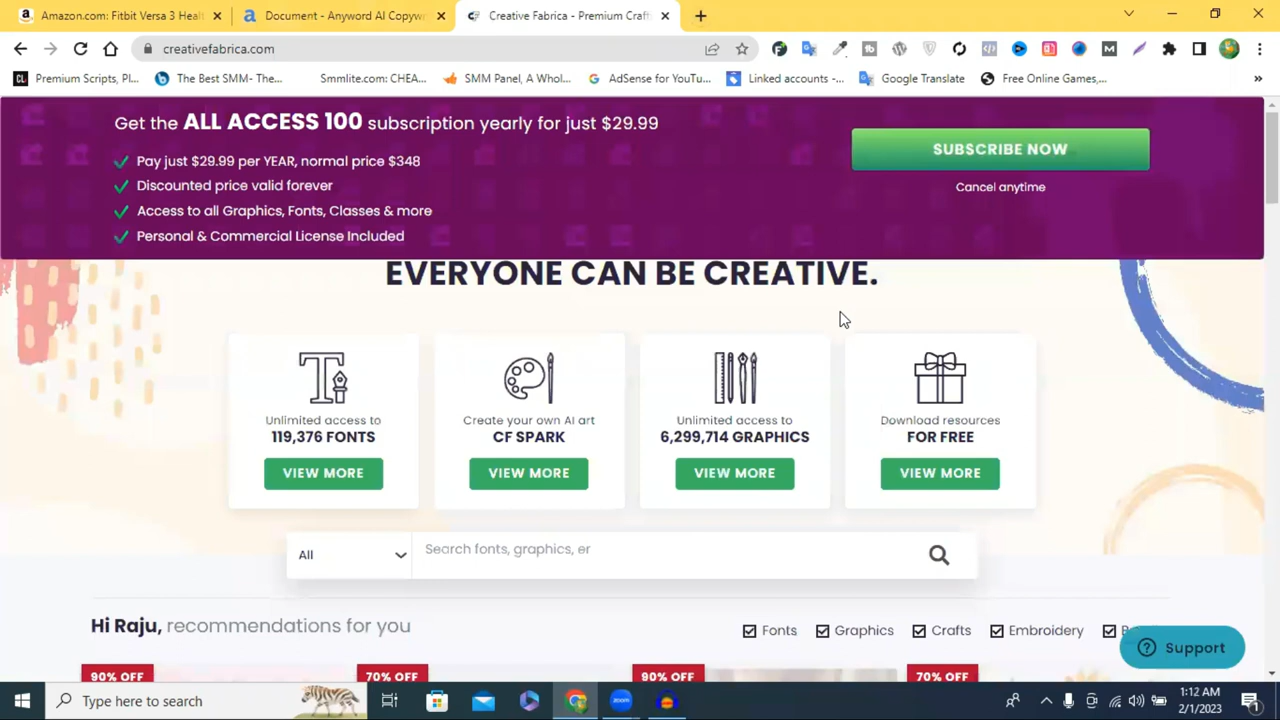 Amazon.com: Fitbit Versa 3 Heal
Document - Anyword AI Copywr
Creative Fabrica - Premium Craft
creativefabrica.com
Premium Scripts, Pl...
The Best SMM- The...
Smmlite.com: CHEA...
SMM Panel, A Whol...
AdSense for YouTu...
Linked accounts -...
Google Translate
Free Online Games,...
Get the ALL ACCESS 100 subscription yearly for just $29.99
Pay just $29.99 per YEAR, normal price $348
Discounted price valid forever
Access to all Graphics, Fonts, Classes & more
Personal & Commercial License Included
SUBSCRIBE NOW
Cancel anytime
EVERYONE CAN BE CREATIVE.
Unlimited access to
119,376 FONTS
VIEW MORE
Create your own AI art
CF SPARK
VIEW MORE
Unlimited access to
6,299,714 GRAPHICS
VIEW MORE
Download resources
FOR FREE
VIEW MORE
All
Search fonts, graphics, er
Hi Raju, recommendations for you
Fonts
Graphics
Crafts
Embroidery
Support
90% OFF
70% OFF
90% OFF
70% OFF
Type here to search
zoom
1:12 AM
2/1/2023